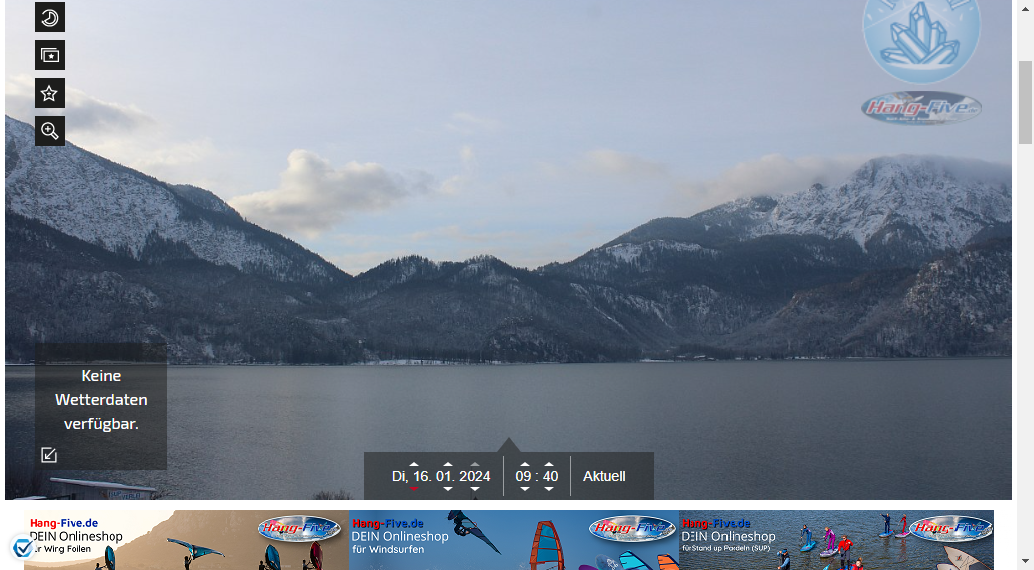 Hang-Five.de
Keine
Wetterdaten
verfügbar.
Di, 16. 01. 2024
09 : 40
Aktuell
Hang-Five.de
DEIN Onlineshop
für Wing Foilen
Hang-Five
Hang-Five.de
DEIN Onlineshop
für Windsurfen
Hang-Five
Hang-Five.de
DEIN Onlineshop
für Stand up Paddeln (SUP)
Hang-Five